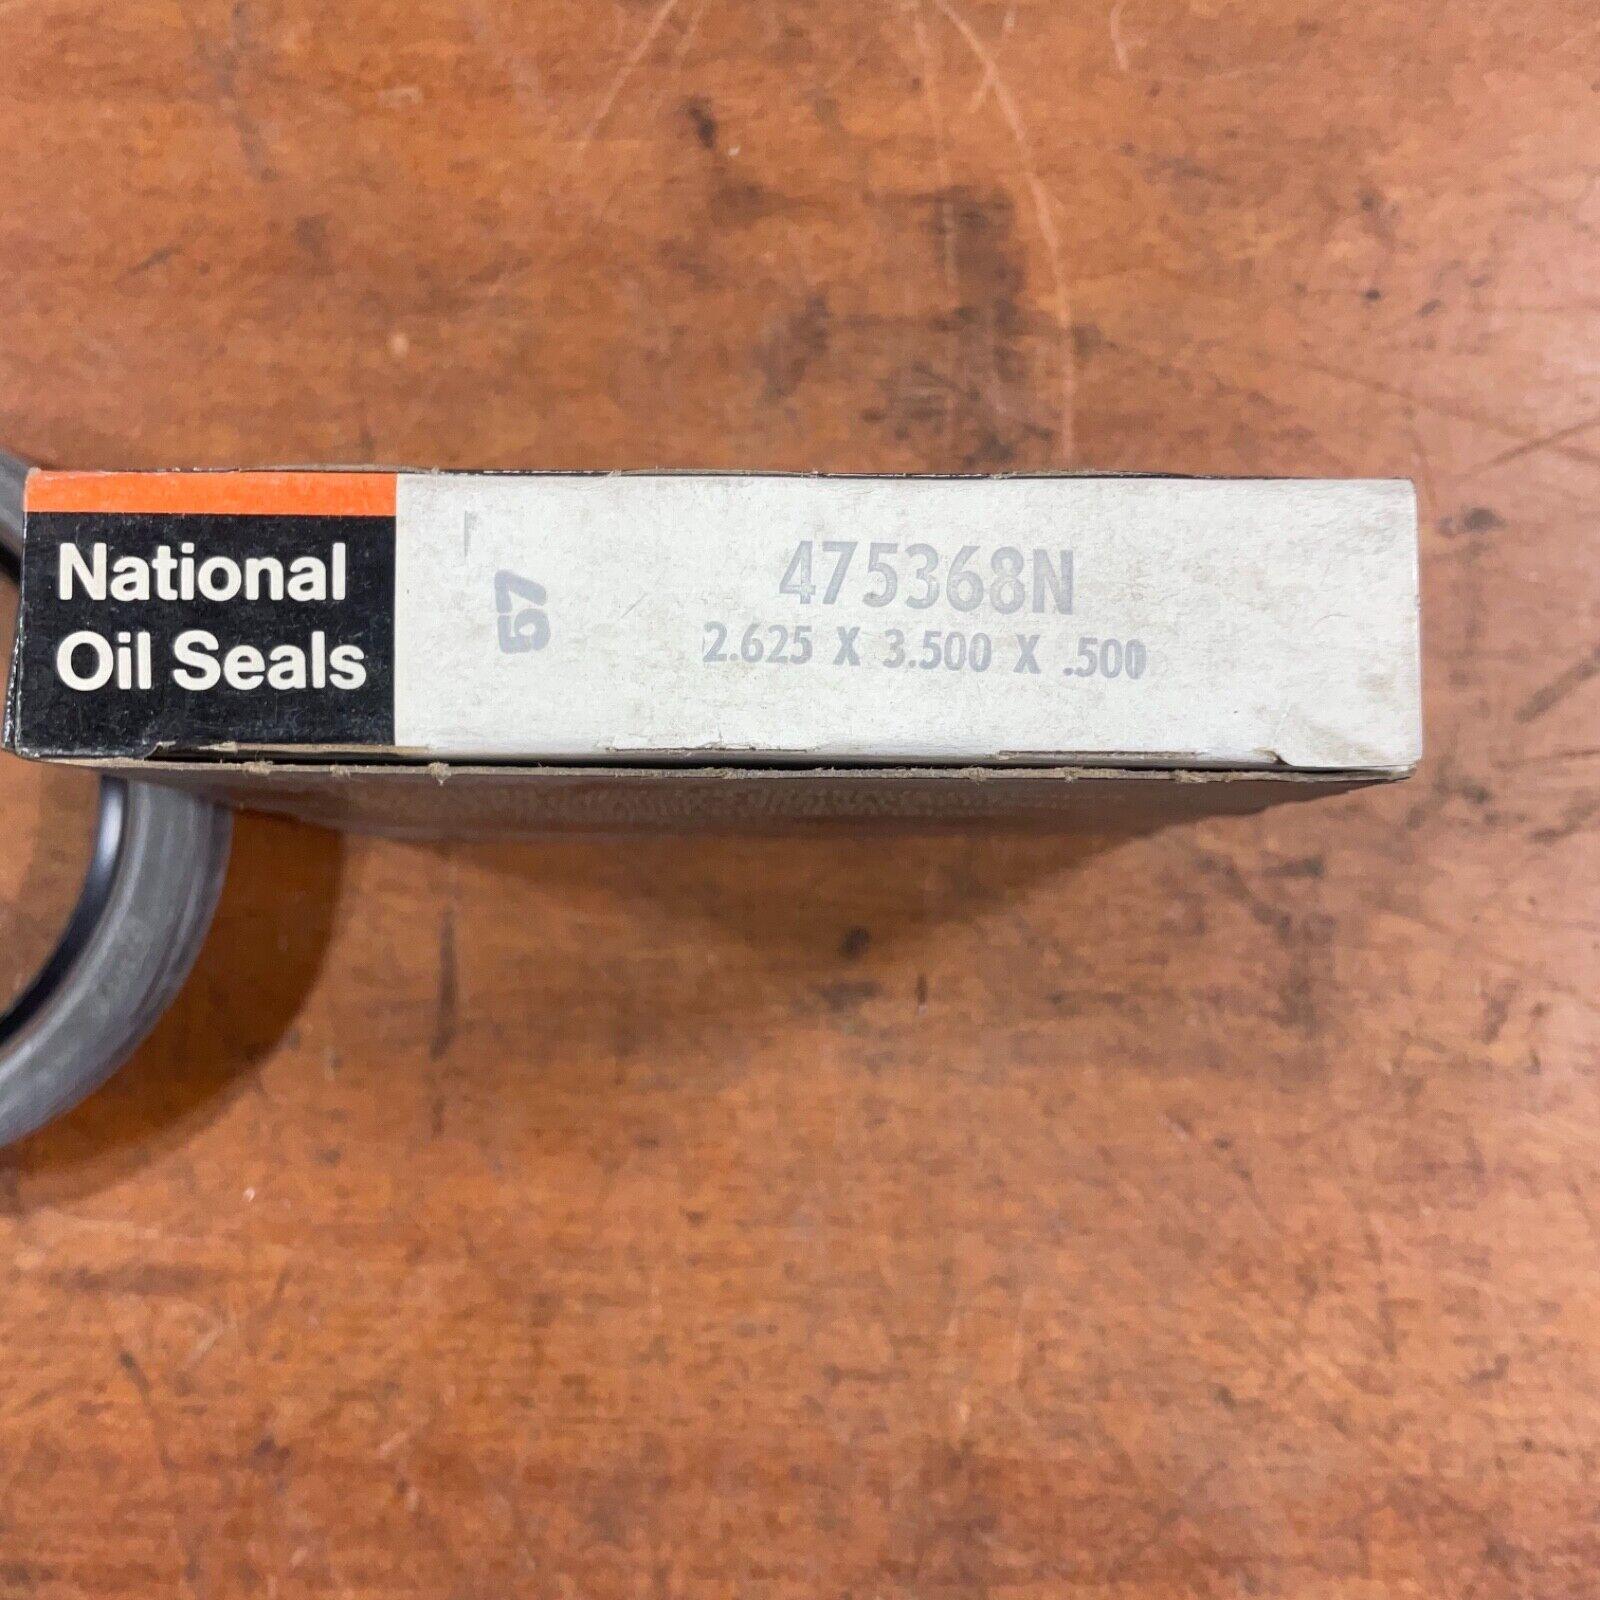 National
Oil Seals
57
475368N
2.625 X 3.500 X .500